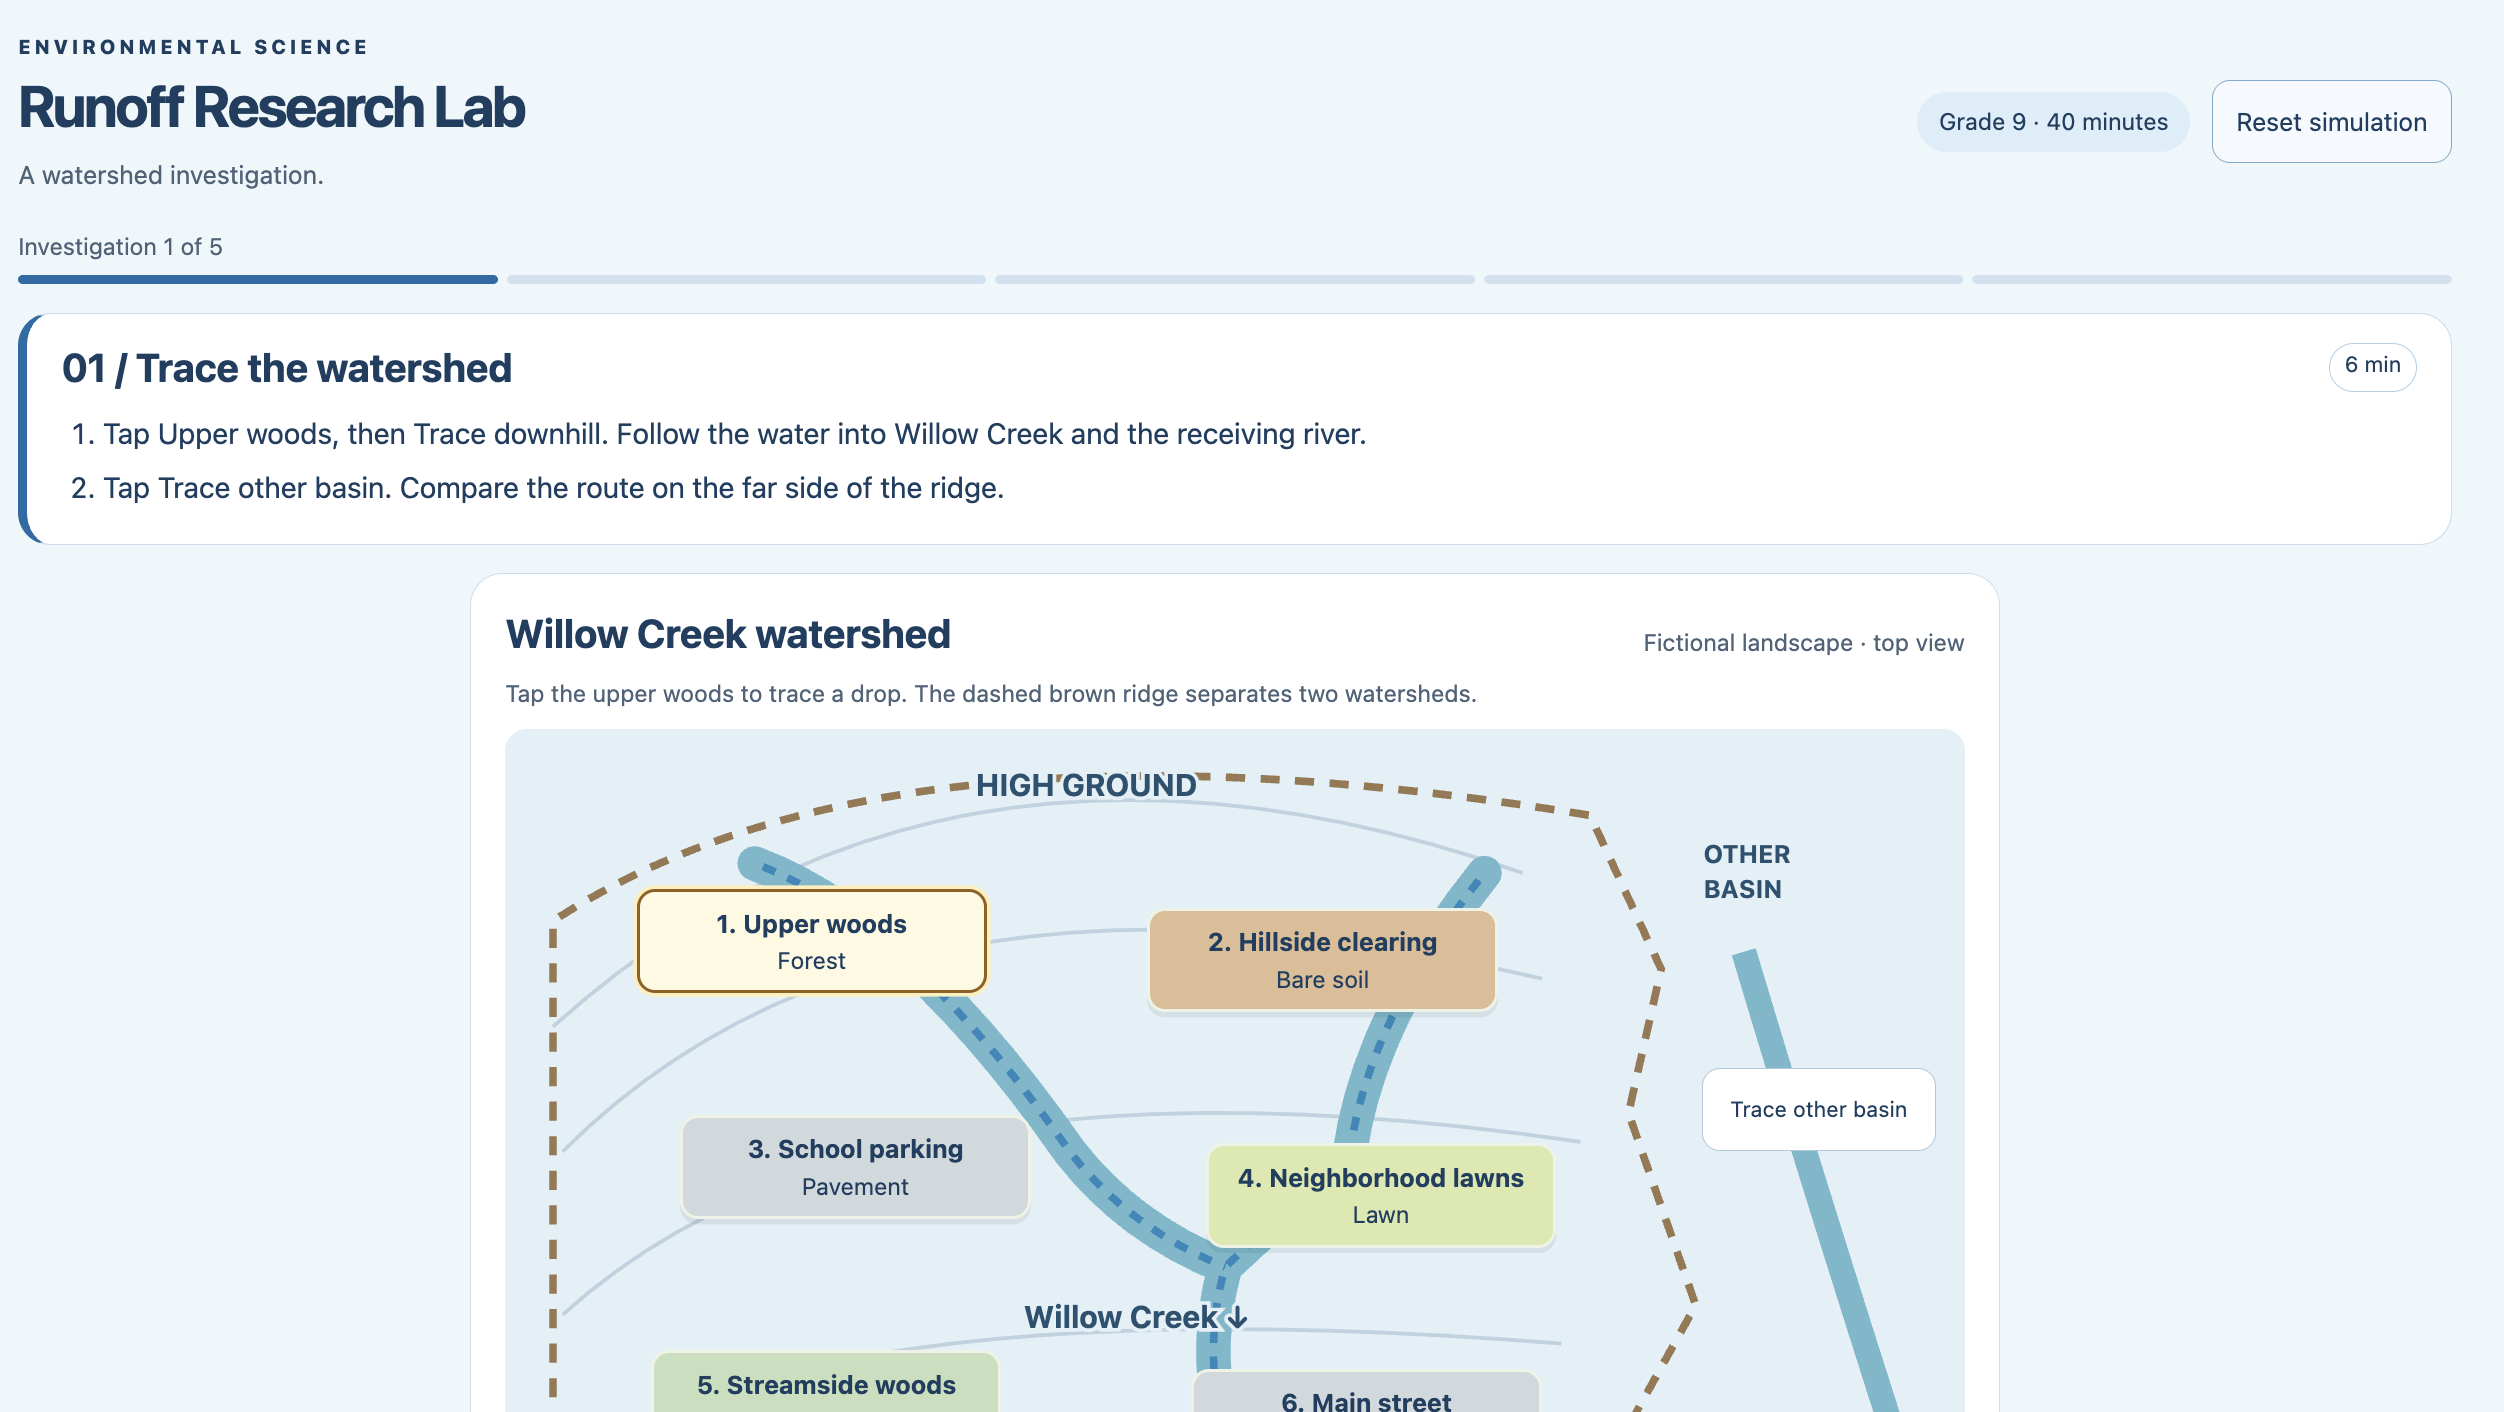 ENVIRONMENTAL SCIENCE
Runoff Research Lab
A watershed investigation.
Grade 9 · 40 minutes
Reset simulation
Investigation 1 of 5
01 / Trace the watershed
6 min
1. Tap Upper woods, then Trace downhill. Follow the water into Willow Creek and the receiving river.
2. Tap Trace other basin. Compare the route on the far side of the ridge.
Willow Creek watershed
Fictional landscape · top view
Tap the upper woods to trace a drop. The dashed brown ridge separates two watersheds.
HIGH GROUND
OTHER
BASIN
1. Upper woods
Forest
2. Hillside clearing
Bare soil
Trace other basin
3. School parking
Pavement
4. Neighborhood lawns
Lawn
Willow Creek ↓
5. Streamside woods
6. Main street